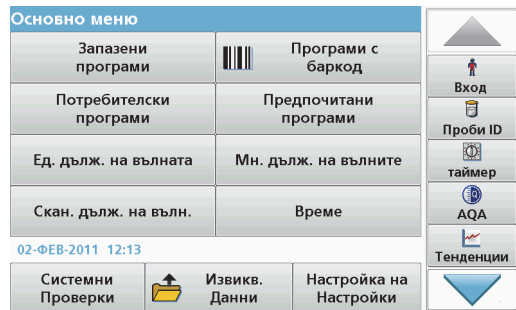 Основно меню
Запазени
програми
Програми с
баркод
Потребителски
програми
Предпочитани
програми
Ед. дълж. на вълната
Мн. дълж. на вълните
Скан. дълж. на вълн.
Време
02-ФЕВ-2011 12:13
Системни
Проверки
Извикв.
Данни
Настройка на
Настройки
Вход
Проби ID
таймер
AQA
Тенденции